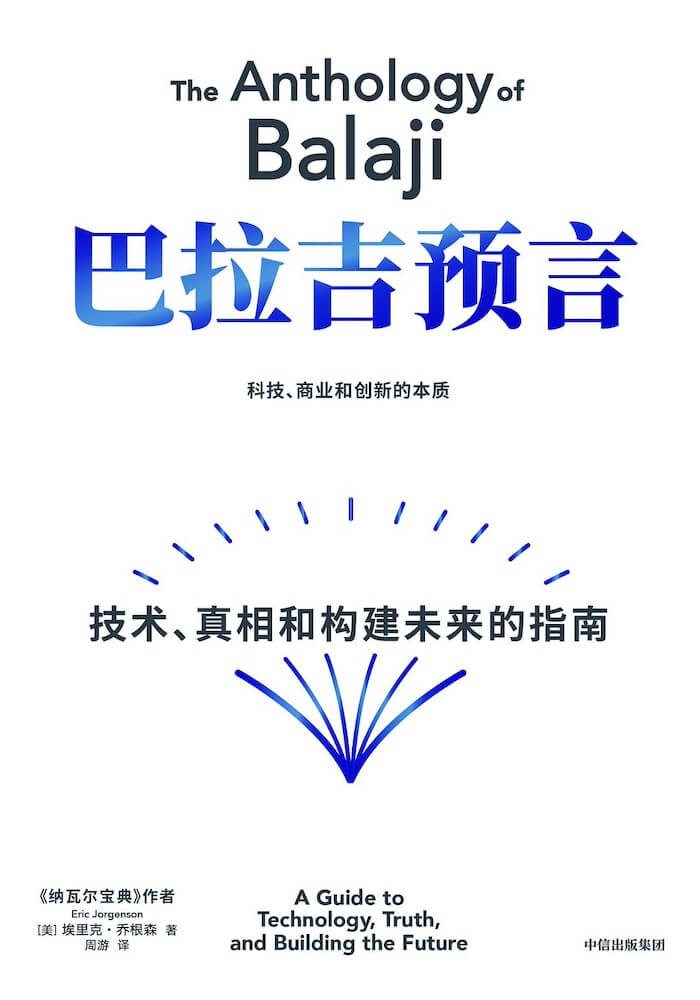 The Anthology of
Balaji
巴拉吉预言
科技、商业和创新的本质
技术、真相和构建未来的指南
《纳瓦尔宝典》作者
Eric Jorgenson
[美] 埃里克·乔根森 著
周游 译
A Guide to
Technology, Truth,
and Building the Future
中信出版集团